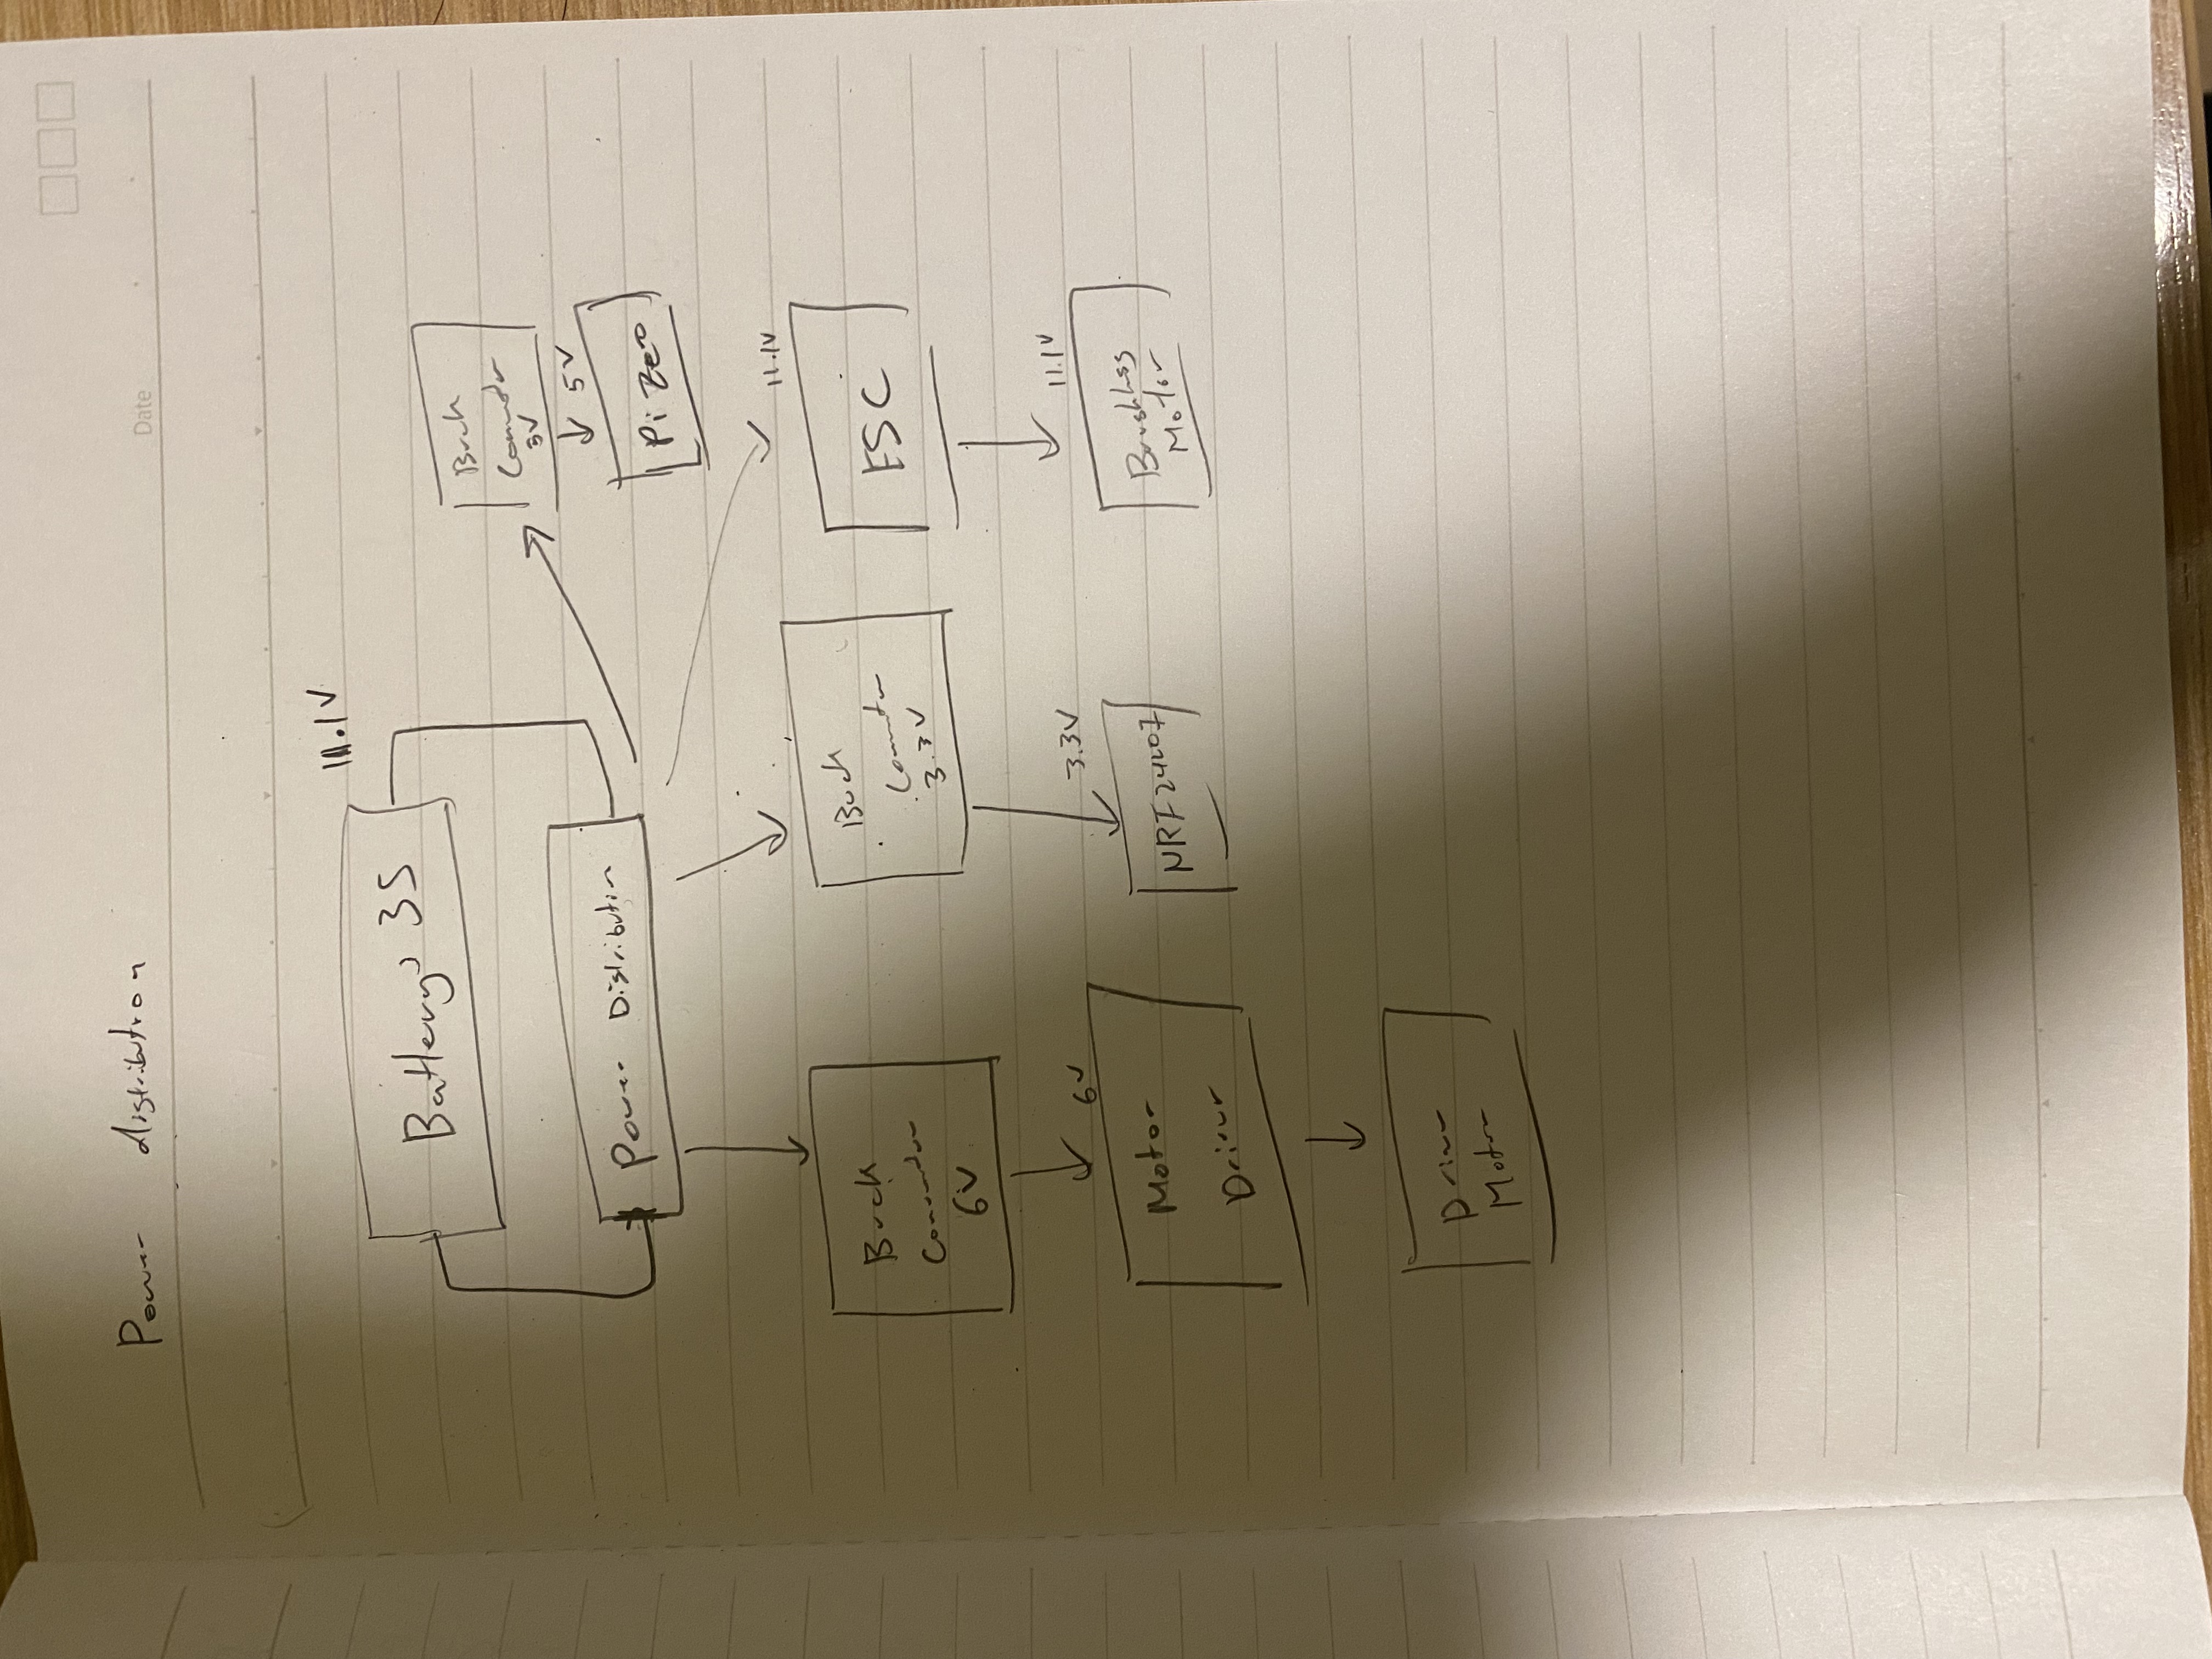 Date
Power distribution
11.1V
Battery 3S
Power Distribution
Buck
Converter
5V
5V
Pi Zero
Buck
Converter
6V
6V
Motor
Driver
Drive
Motor
Buck
Converter
3.3V
3.3V
NRF24L07
11.1V
ESC
11.1V
Brushless
Motor